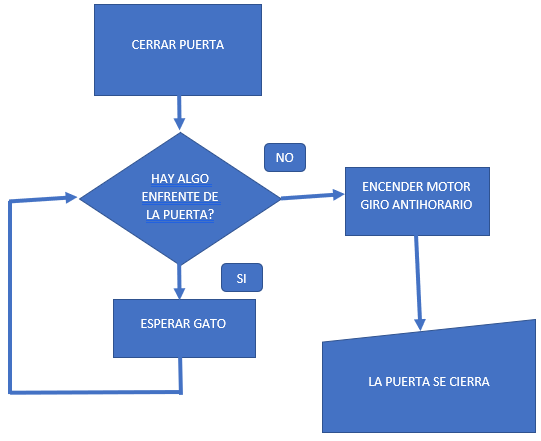 CERRAR PUERTA
HAY ALGO
ENFRENTE DE
LA PUERTA?
NO
ENCENDER MOTOR
GIRO ANTIHORARIO
SI
ESPERAR GATO
LA PUERTA SE CIERRA